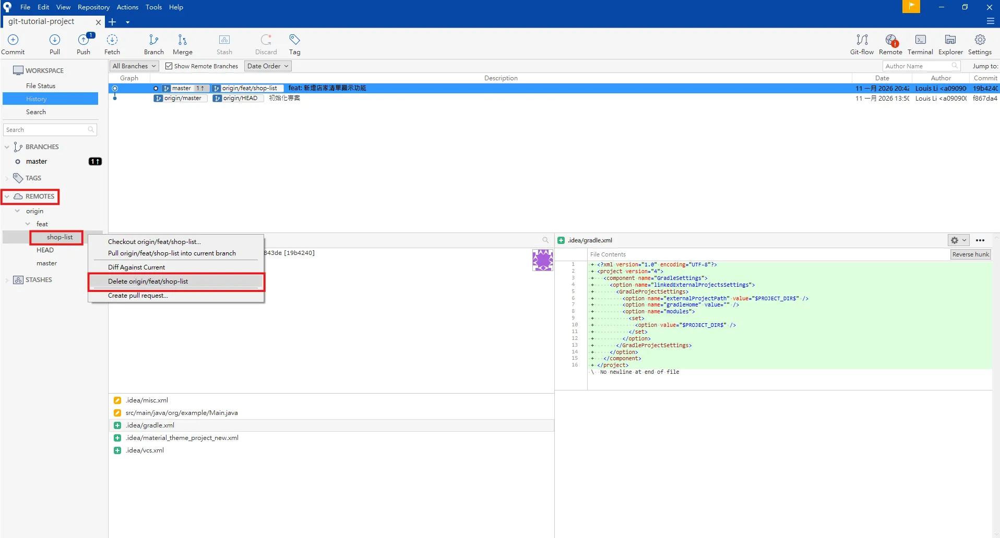 File Edit View Repository Actions Tools Help
git-tutorial-project
Commit Pull Push 1 Fetch Branch Merge Stash Discard Tag Git-flow Remote Terminal Explorer Settings
WORKSPACE
File Status
History
Search
Search
BRANCHES
master 1↑
TAGS
REMOTES
origin
feat
shop-list
HEAD
master
STASHES
All Branches Show Remote Branches Date Order Author Name Jump to:
Graph Description Date Author Commit
master 1↑ origin/feat/shop-list feat: 新增店家清單顯示功能 11 一月 2026 20:42 Louis Li <a09090 19b4240
origin/master origin/HEAD 初始化專案 11 一月 2026 13:50 Louis Li <a09090 f867da4
Checkout origin/feat/shop-list...
Pull origin/feat/shop-list into current branch
Diff Against Current
Delete origin/feat/shop-list
Create pull request...
843de [19b4240]
.idea/misc.xml
src/main/java/org/example/Main.java
.idea/gradle.xml
.idea/material_theme_project_new.xml
.idea/vcs.xml
.idea/gradle.xml
File Contents Reverse hunk
1 + <?xml version="1.0" encoding="UTF-8"?>
2 + <project version="4">
3 + <component name="GradleSettings">
4 + <option name="linkedExternalProjectsSettings">
5 + <GradleProjectSettings>
6 + <option name="externalProjectPath" value="$PROJECT_DIR$" />
7 + <option name="gradleHome" value="" />
8 + <option name="modules">
9 + <set>
10 + <option value="$PROJECT_DIR$" />
11 + </set>
12 + </option>
13 + </GradleProjectSettings>
14 + </option>
15 + </component>
16 + </project>
\ No newline at end of file